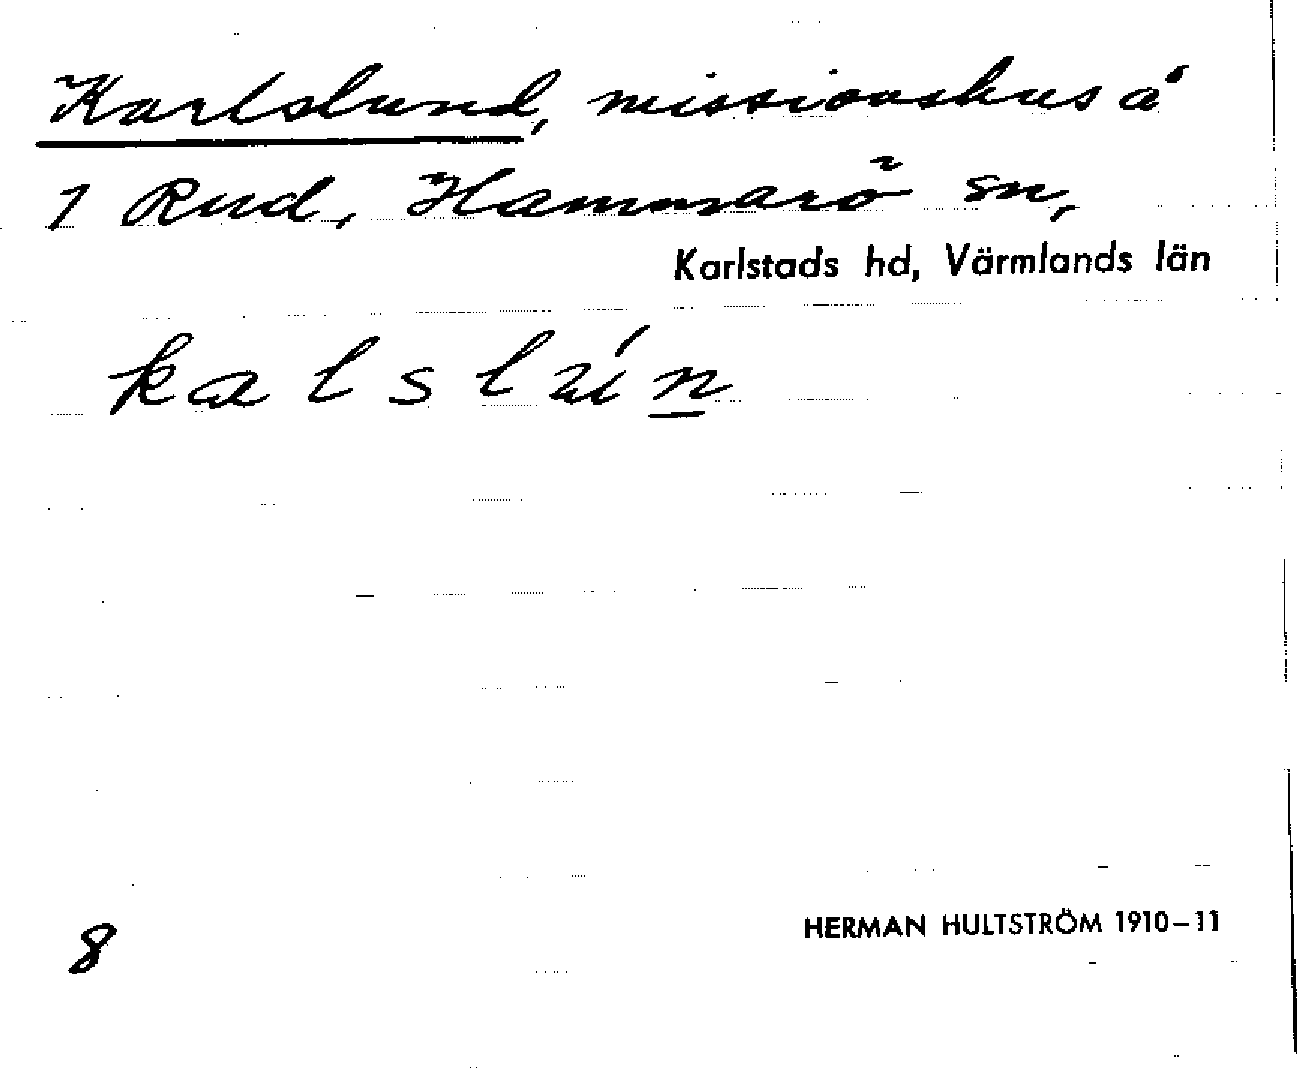 Karlslund, missionshus å
1 Rud, Hammarö sn,
Karlstads hd, Värmlands län
kalslún
8
HERMAN HULTSTRÖM 1910–11